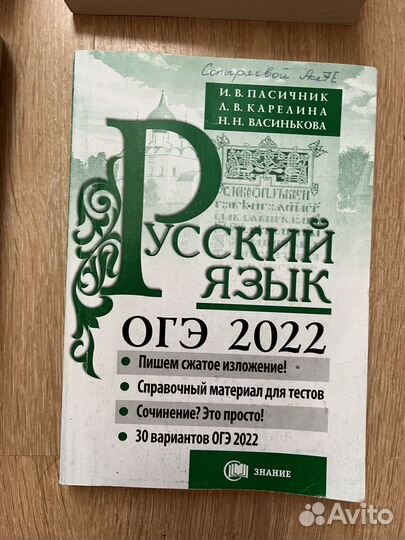 И. В. ПАСИЧНИК
Л. В. КАРЕЛИНА
Н. Н. ВАСИНЬКОВА
РУССКИЙ
ЯЗЫК
ОГЭ 2022
• Пишем сжатое изложение!
• Справочный материал для тестов
• Сочинение? Это просто!
• 30 вариантов ОГЭ 2022
ЗНАНИЕ
Avito